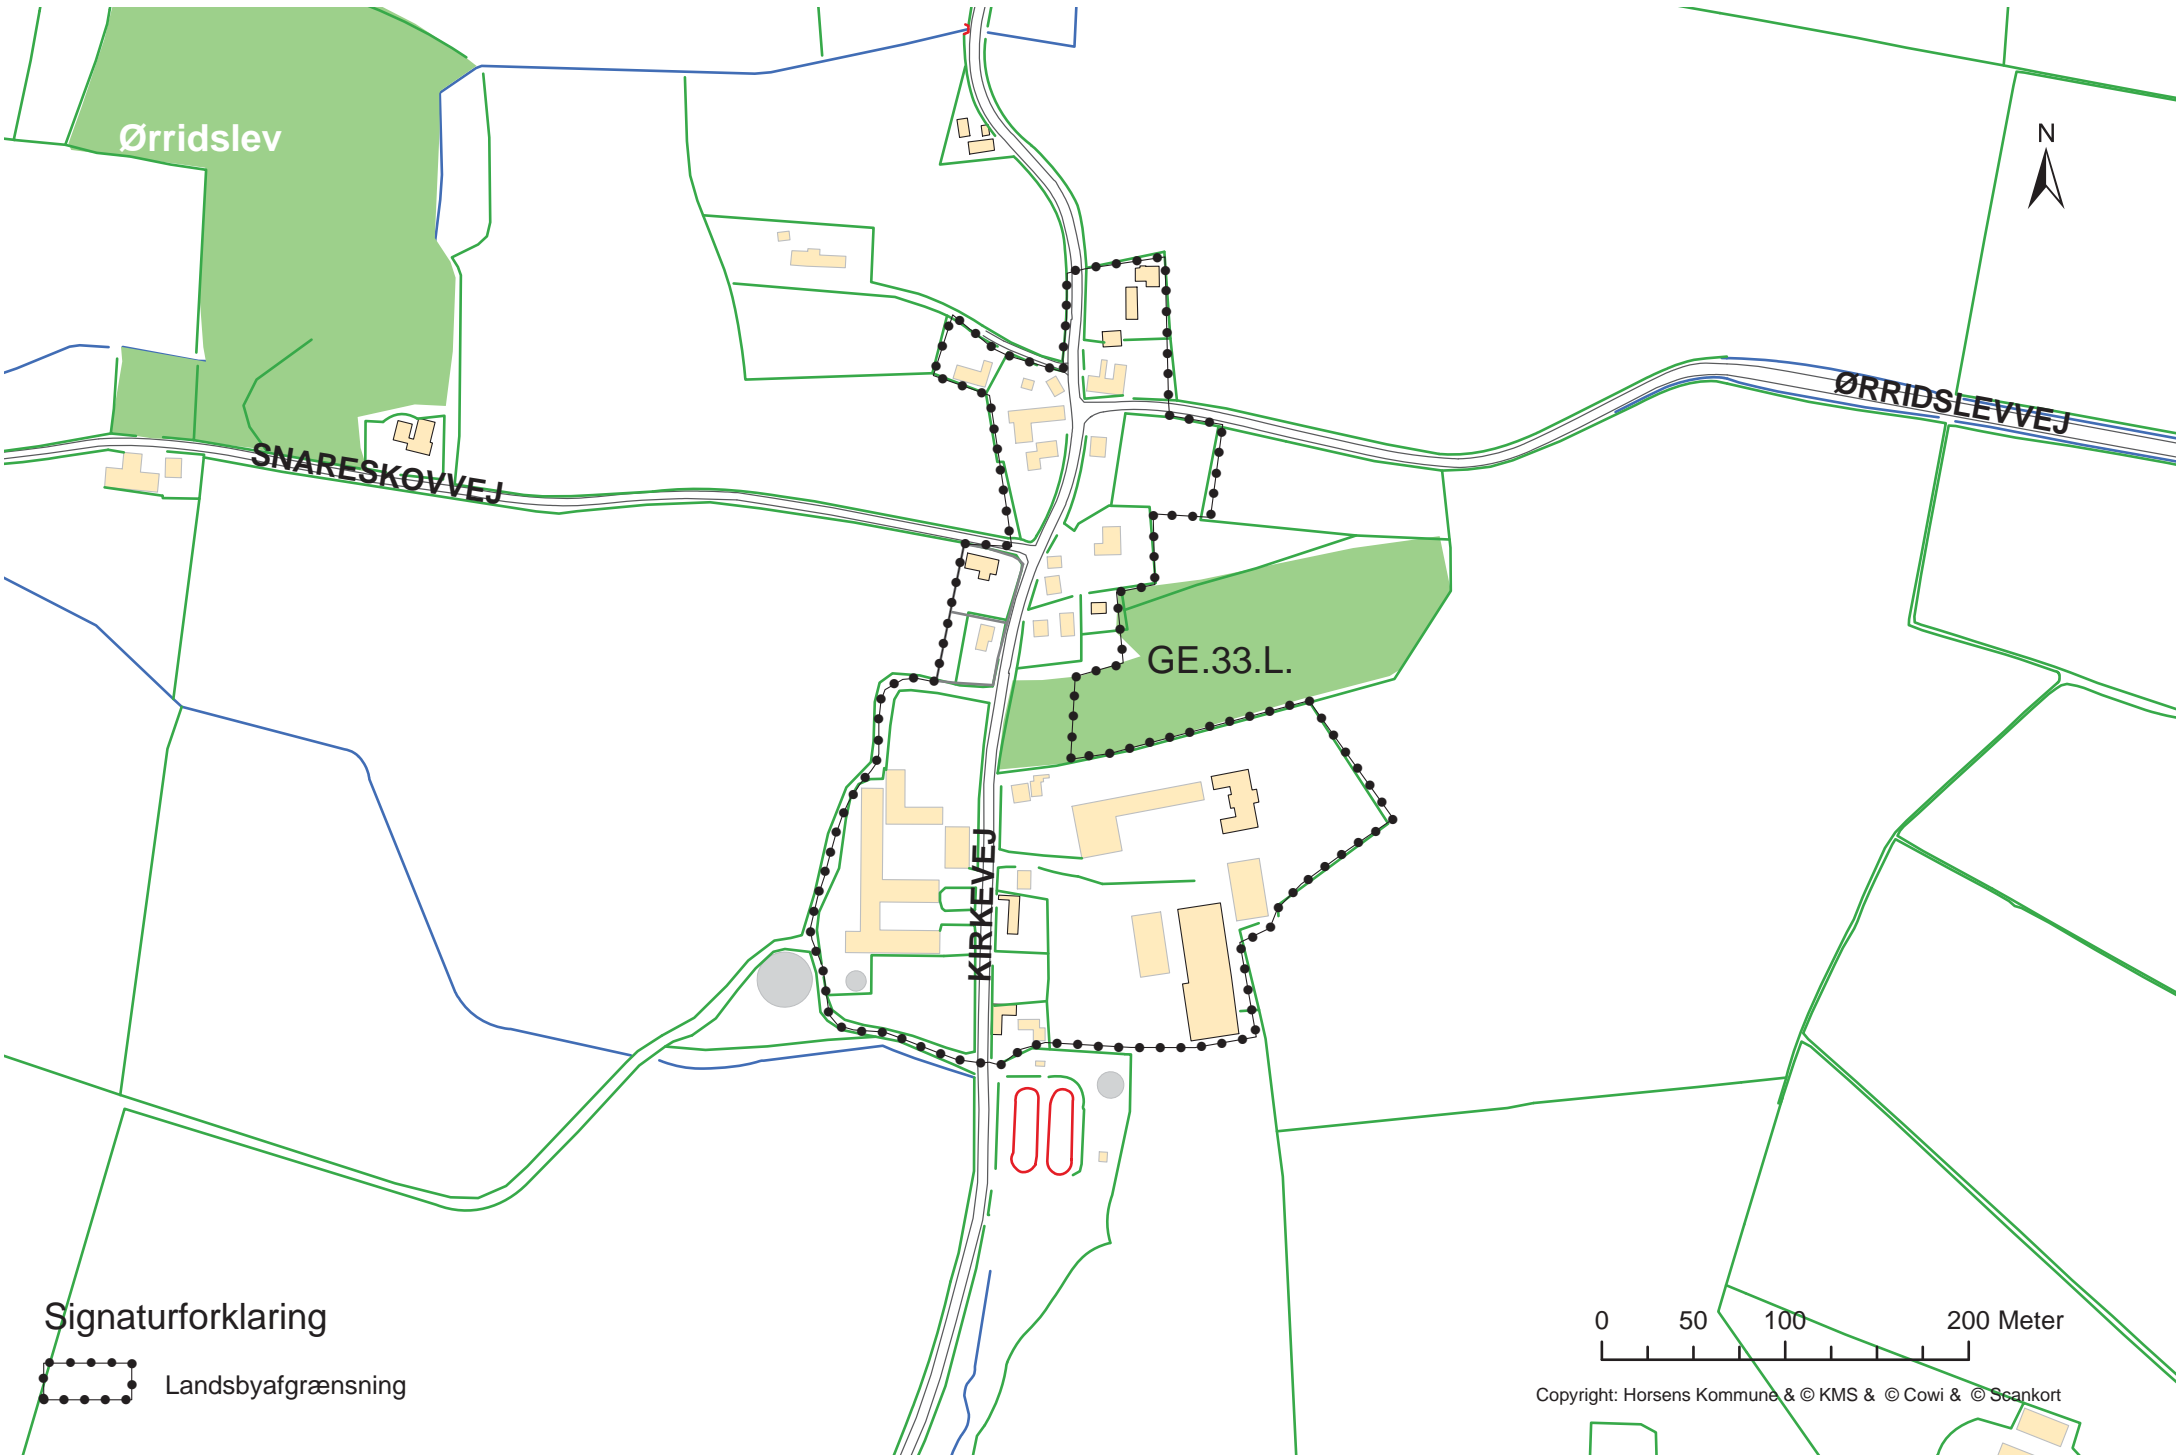 Ørridslev
N
ØRRIDSLEVVEJ
SNARESKOVVEJ
GE.33.L.
KIRKEVEJ
Signaturforklaring
Landsbyafgrænsning
0 50 100 200 Meter
Copyright: Horsens Kommune & © KMS & © Cowi & © Scankort